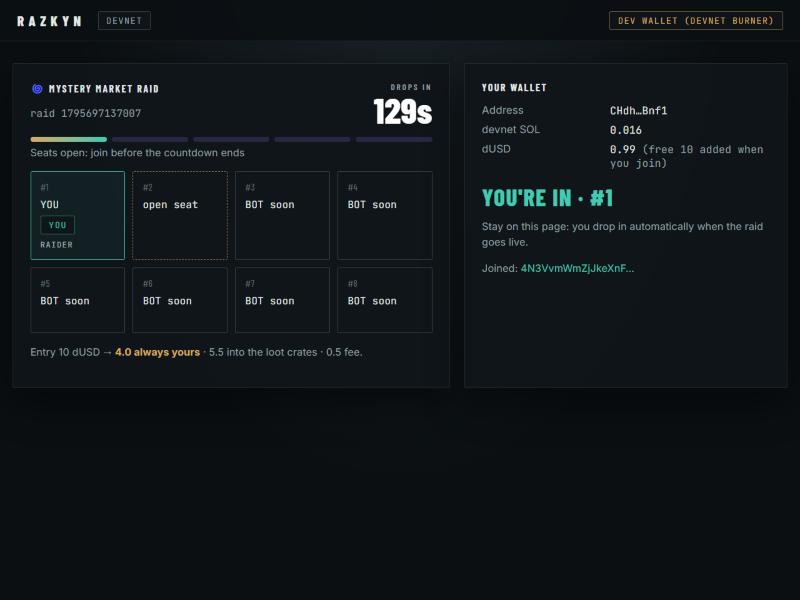 RAZKYN
DEVNET
DEV WALLET (DEVNET BURNER)
MYSTERY MARKET RAID
DROPS IN
raid 1795697137007
129s
Seats open: join before the countdown ends
#1
YOU
YOU
RAIDER
#2
open seat
#3
BOT soon
#4
BOT soon
#5
BOT soon
#6
BOT soon
#7
BOT soon
#8
BOT soon
Entry 10 dUSD → 4.0 always yours · 5.5 into the loot crates · 0.5 fee.
YOUR WALLET
Address CHdh…Bnf1
devnet SOL 0.016
dUSD 0.99 (free 10 added when
you join)
YOU'RE IN · #1
Stay on this page: you drop in automatically when the raid
goes live.
Joined: 4N3VvmWmZjJkeXnF…